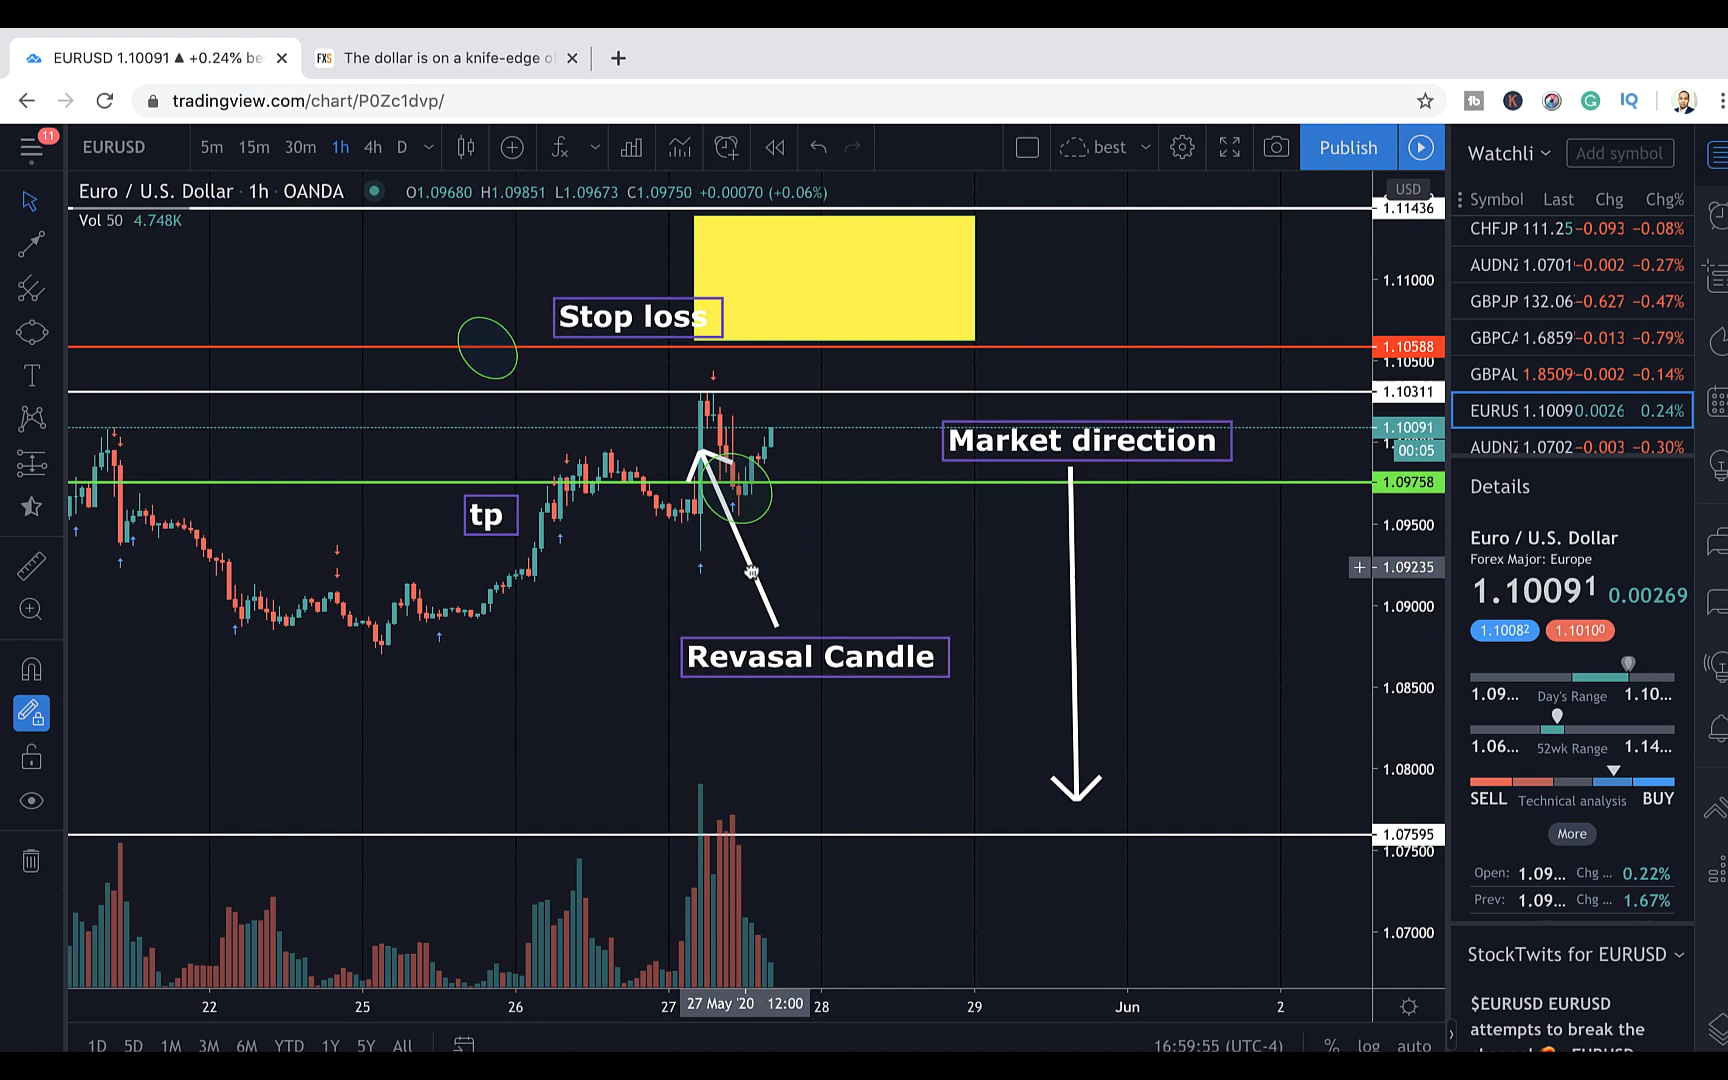 EURUSD 1.10091 ▲ +0.24% be
FXS The dollar is on a knife-edge o
tradingview.com/chart/P0Zc1dvp/
11
EURUSD 5m 15m 30m 1h 4h D best Publish
Euro / U.S. Dollar · 1h · OANDA O1.09680 H1.09851 L1.09673 C1.09750 +0.00070 (+0.06%)
Vol 50 4.748K
USD
1.11436
1.11000
Stop loss
1.10588
1.10500
1.10311
1.10091
00:05
Market direction
1.09758
tp
1.09500
1.09235
1.09000
Revasal Candle
1.08500
1.08000
1.07595
1.07500
1.07000
22 25 26 27 27 May '20 12:00 28 29 Jun 2
1D 5D 1M 3M 6M YTD 1Y 5Y All 16:59:55 (UTC-4) % log auto
Watchli Add symbol
Symbol Last Chg Chg%
CHFJP 111.25 −0.093 −0.08%
AUDNZ 1.0701 −0.002 −0.27%
GBPJP 132.06 −0.627 −0.47%
GBPCA 1.6859 −0.013 −0.79%
GBPAU 1.8509 −0.002 −0.14%
EURUS 1.1009 0.0026 0.24%
AUDNZ 1.0702 −0.003 −0.30%
Details
Euro / U.S. Dollar
Forex Major: Europe
1.10091 0.00269
1.10082 1.10100
1.09... Day's Range 1.10...
1.06... 52wk Range 1.14...
SELL Technical analysis BUY
More
Open: 1.09... Chg ... 0.22%
Prev: 1.09... Chg ... 1.67%
StockTwits for EURUSD
$EURUSD EURUSD
attempts to break the